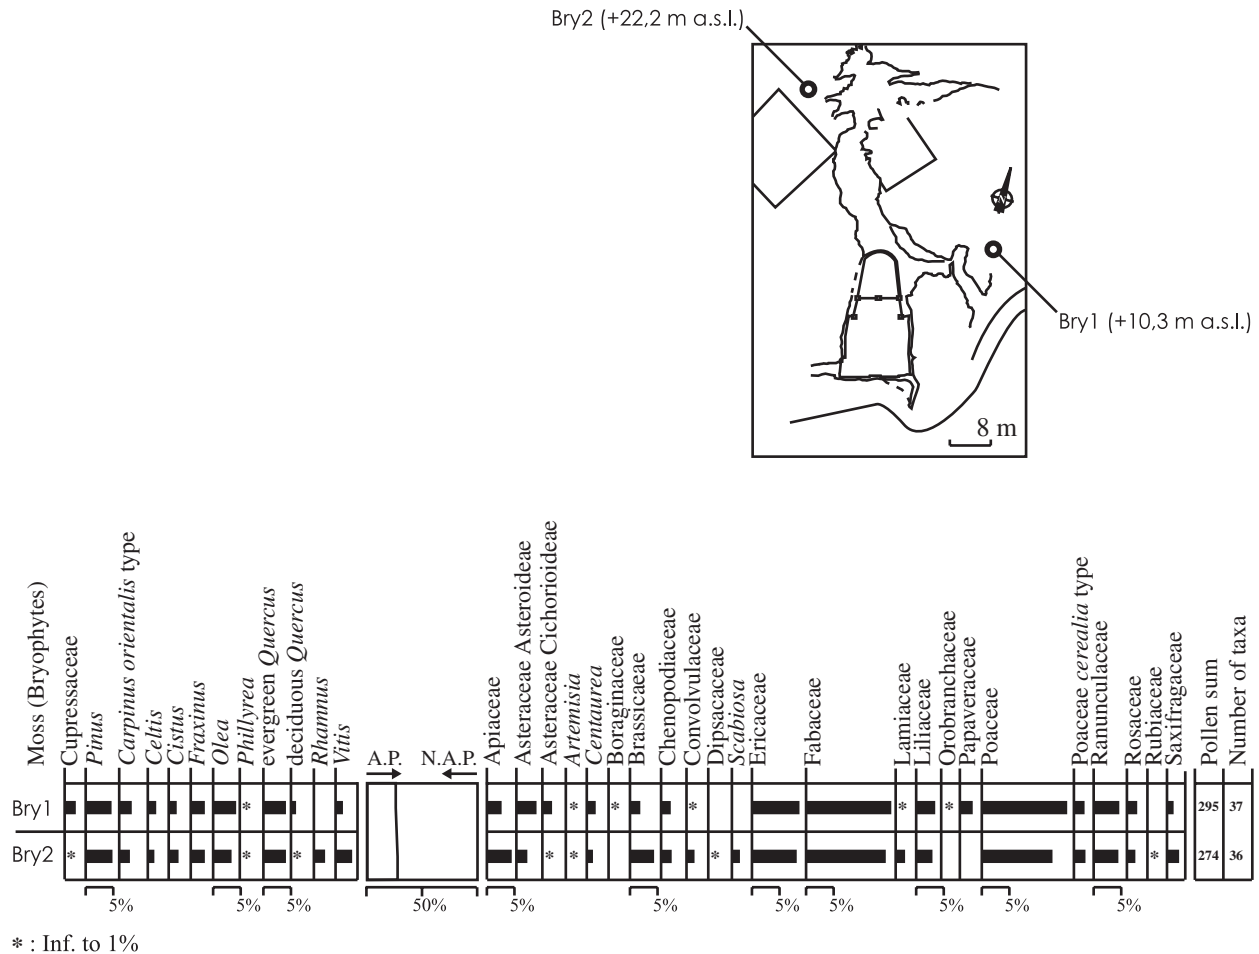 Bry2 (+22,2 m a.s.l.)
N
Bry1 (+10,3 m a.s.l.)
8 m
Moss (Bryophytes)
Cupressaceae
Pinus
Carpinus orientalis type
Celtis
Cistus
Fraxinus
Olea
Phillyrea
evergreen Quercus
deciduous Quercus
Rhamnus
Vitis
A.P. N.A.P.
Apiaceae
Asteraceae Asteroideae
Asteraceae Cichorioideae
Artemisia
Centaurea
Boraginaceae
Brassicaeae
Chenopodiaceae
Convolvulaceae
Dipsacaceae
Scabiosa
Ericaceae
Fabaceae
Lamiaceae
Liliaceae
Orobanchaceae
Papaveraceae
Poaceae
Poaceae cerealia type
Ranunculaceae
Rosaceae
Rubiaceae
Saxifragaceae
Pollen sum
Number of taxa
Bry1 * * * * * * 295 37
Bry2 * * * * * * * 274 36
5% 5% 5% 50% 5% 5% 5% 5% 5% 5% 5%
* : Inf. to 1%